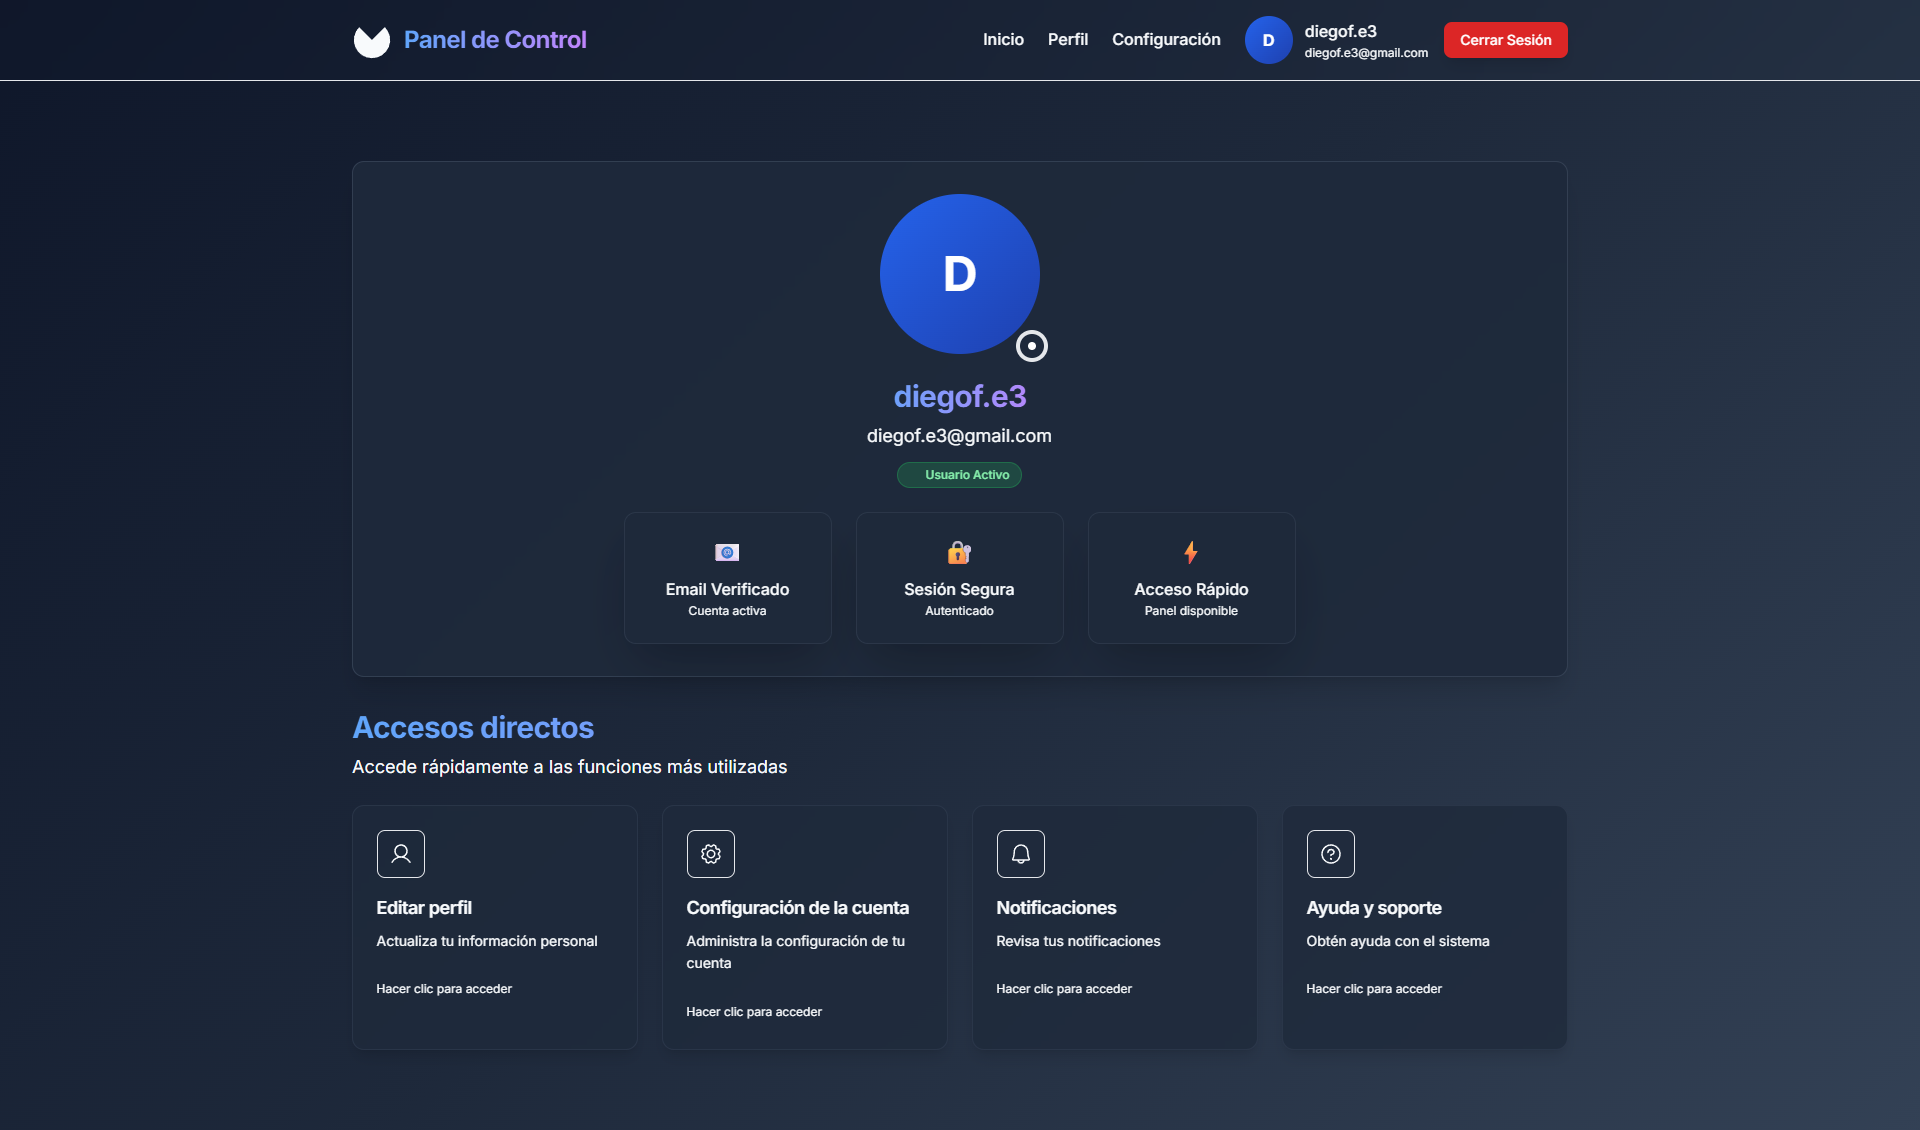 Panel de Control
Inicio
Perfil
Configuración
D
diegof.e3
diegof.e3@gmail.com
Cerrar Sesión
D
diegof.e3
diegof.e3@gmail.com
Usuario Activo
Email Verificado
Cuenta activa
Sesión Segura
Autenticado
Acceso Rápido
Panel disponible
Accesos directos
Accede rápidamente a las funciones más utilizadas
Editar perfil
Actualiza tu información personal
Hacer clic para acceder
Configuración de la cuenta
Administra la configuración de tu
cuenta
Hacer clic para acceder
Notificaciones
Revisa tus notificaciones
Hacer clic para acceder
Ayuda y soporte
Obtén ayuda con el sistema
Hacer clic para acceder